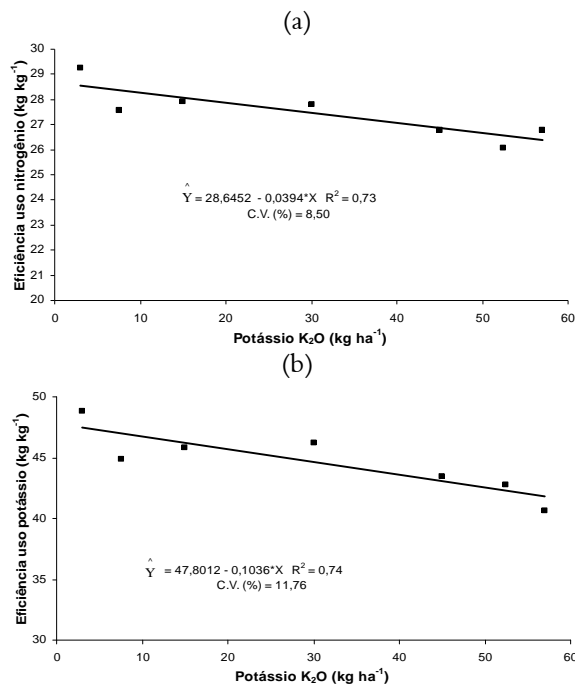 (a)
Eficiência uso nitrogênio (kg kg⁻¹)
30
29
28
27
26
25
24
23
22
21
20
Ŷ = 28,6452 - 0,0394*X R² = 0,73
C.V. (%) = 8,50
0 10 20 30 40 50 60
Potássio K₂O (kg ha⁻¹)
(b)
Eficiência uso potássio (kg kg⁻¹)
50
45
40
35
30
Ŷ = 47,8012 - 0,1036*X R² = 0,74
C.V. (%) = 11,76
0 10 20 30 40 50 60
Potássio K₂O (kg ha⁻¹)